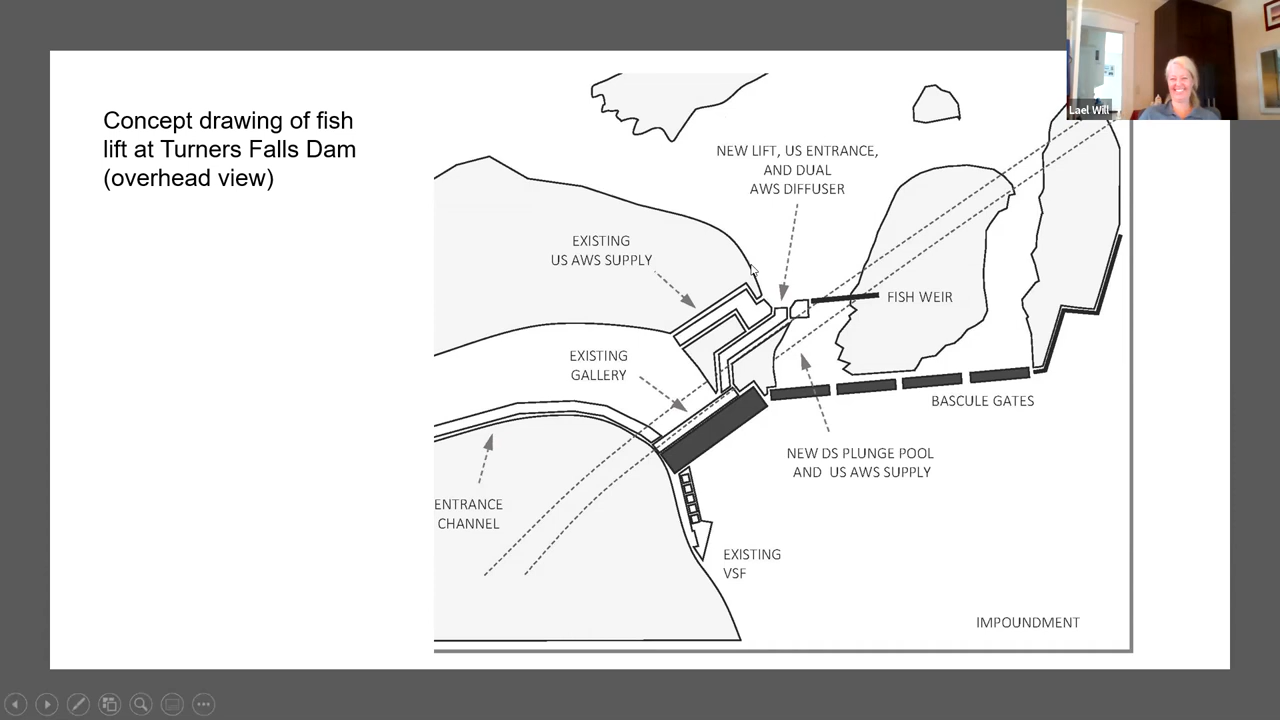 Concept drawing of fish
lift at Turners Falls Dam
(overhead view)
Lael Will
NEW LIFT, US ENTRANCE,
AND DUAL
AWS DIFFUSER
EXISTING
US AWS SUPPLY
FISH WEIR
EXISTING
GALLERY
BASCULE GATES
NEW DS PLUNGE POOL
AND US AWS SUPPLY
ENTRANCE
CHANNEL
EXISTING
VSF
IMPOUNDMENT